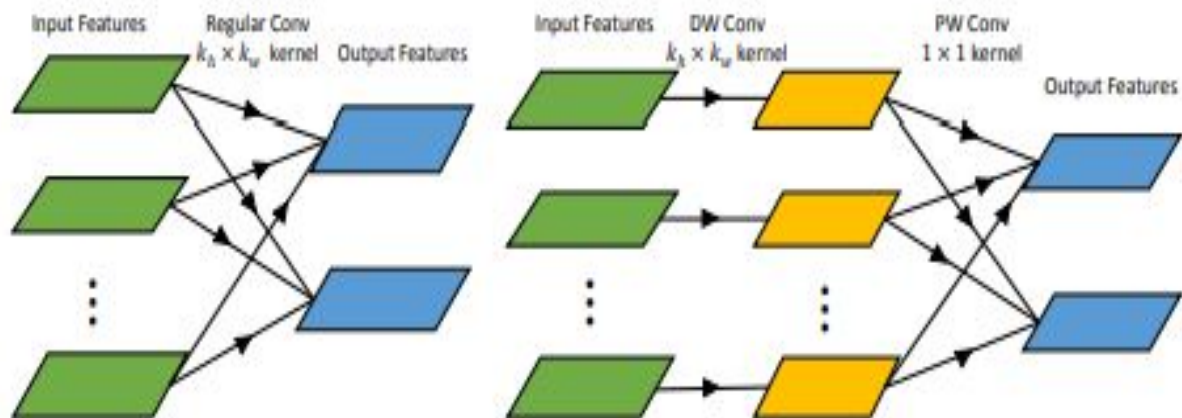 Input Features
Regular Conv
k_h × k_w kernel
Output Features
Input Features
DW Conv
k_h × k_w kernel
PW Conv
1 × 1 kernel
Output Features